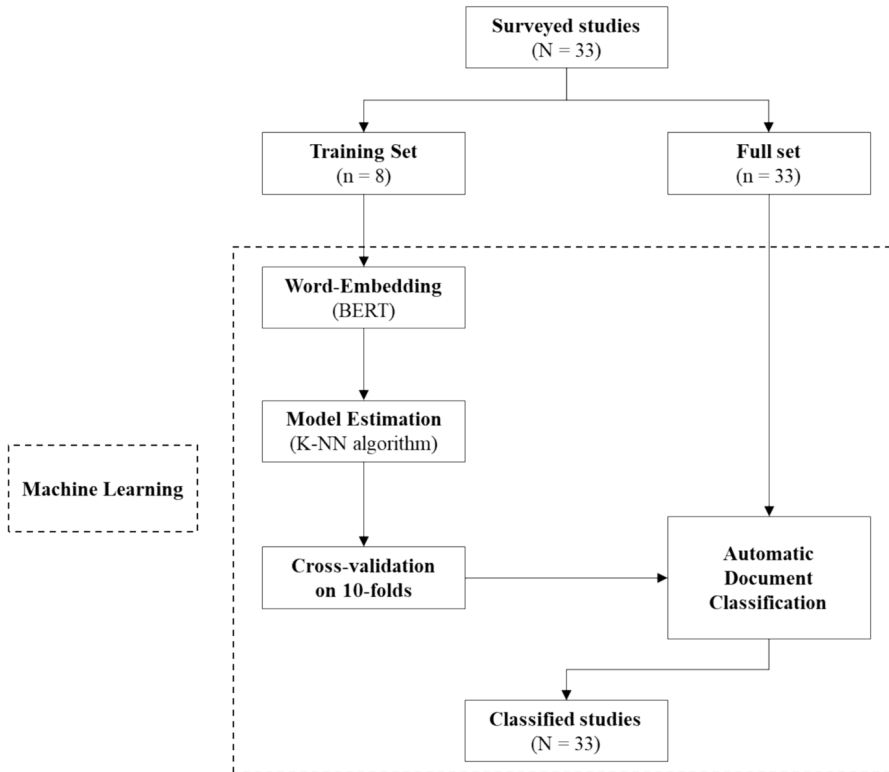 Surveyed studies
(N = 33)
Training Set
(n = 8)
Full set
(n = 33)
Word-Embedding
(BERT)
Model Estimation
(K-NN algorithm)
Machine Learning
Cross-validation
on 10-folds
Automatic
Document
Classification
Classified studies
(N = 33)